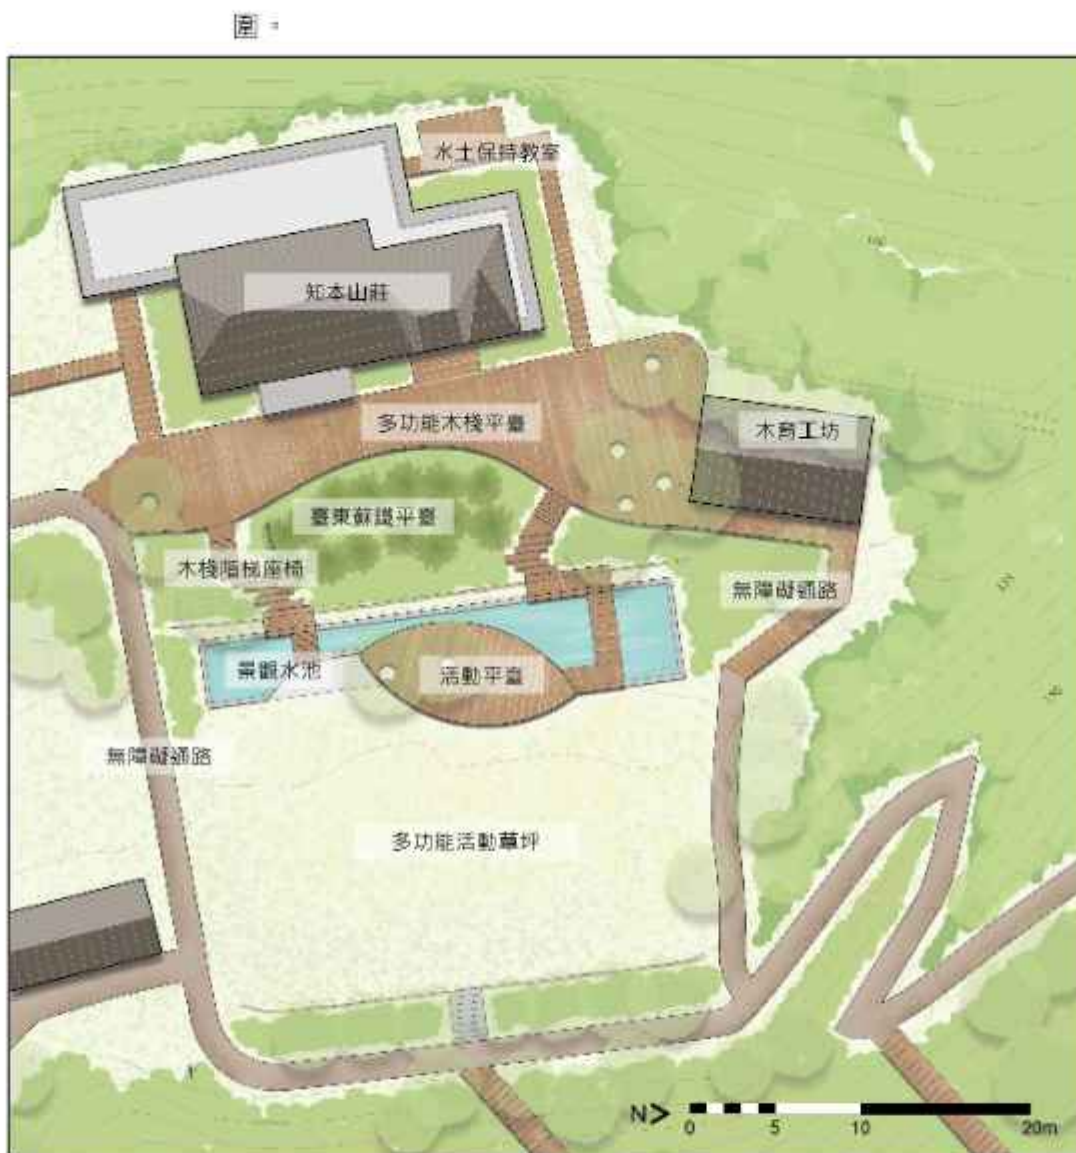 圍。
水土保持教室
知本山莊
多功能木棧平臺
木育工坊
臺東蘇鐵平臺
木棧階梯座椅
無障礙通路
景觀水池
活動平臺
無障礙通路
多功能活動草坪
N
0 5 10 20m